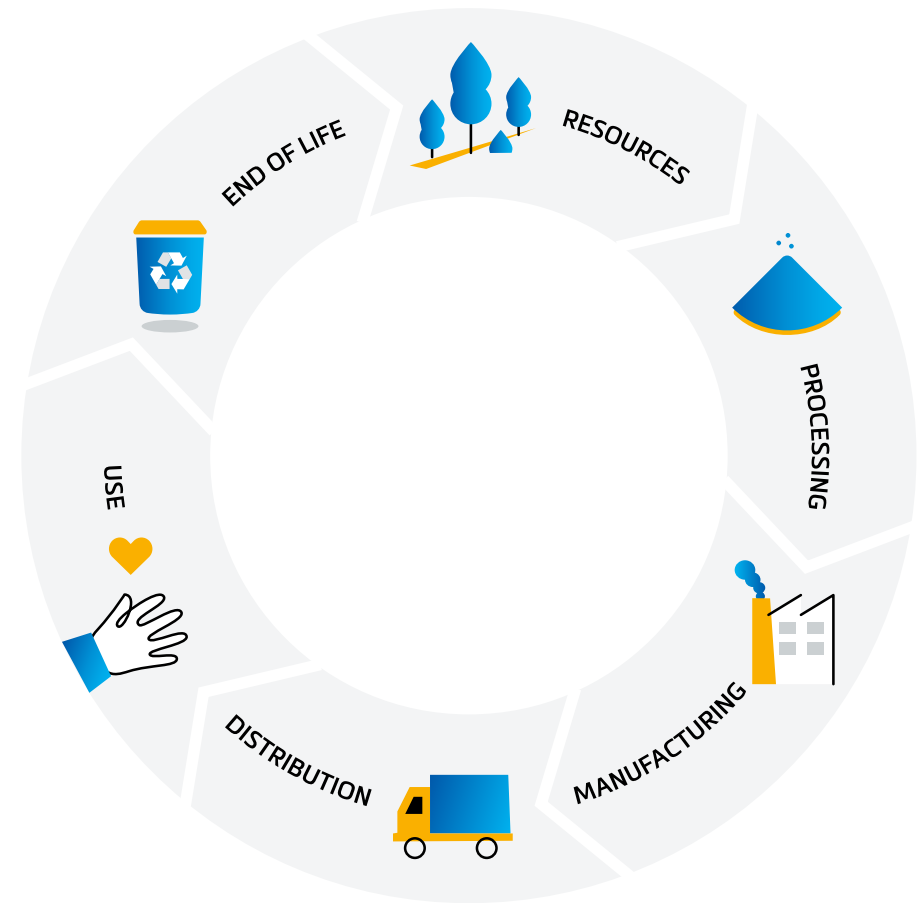 RESOURCES
PROCESSING
MANUFACTURING
DISTRIBUTION
USE
END OF LIFE